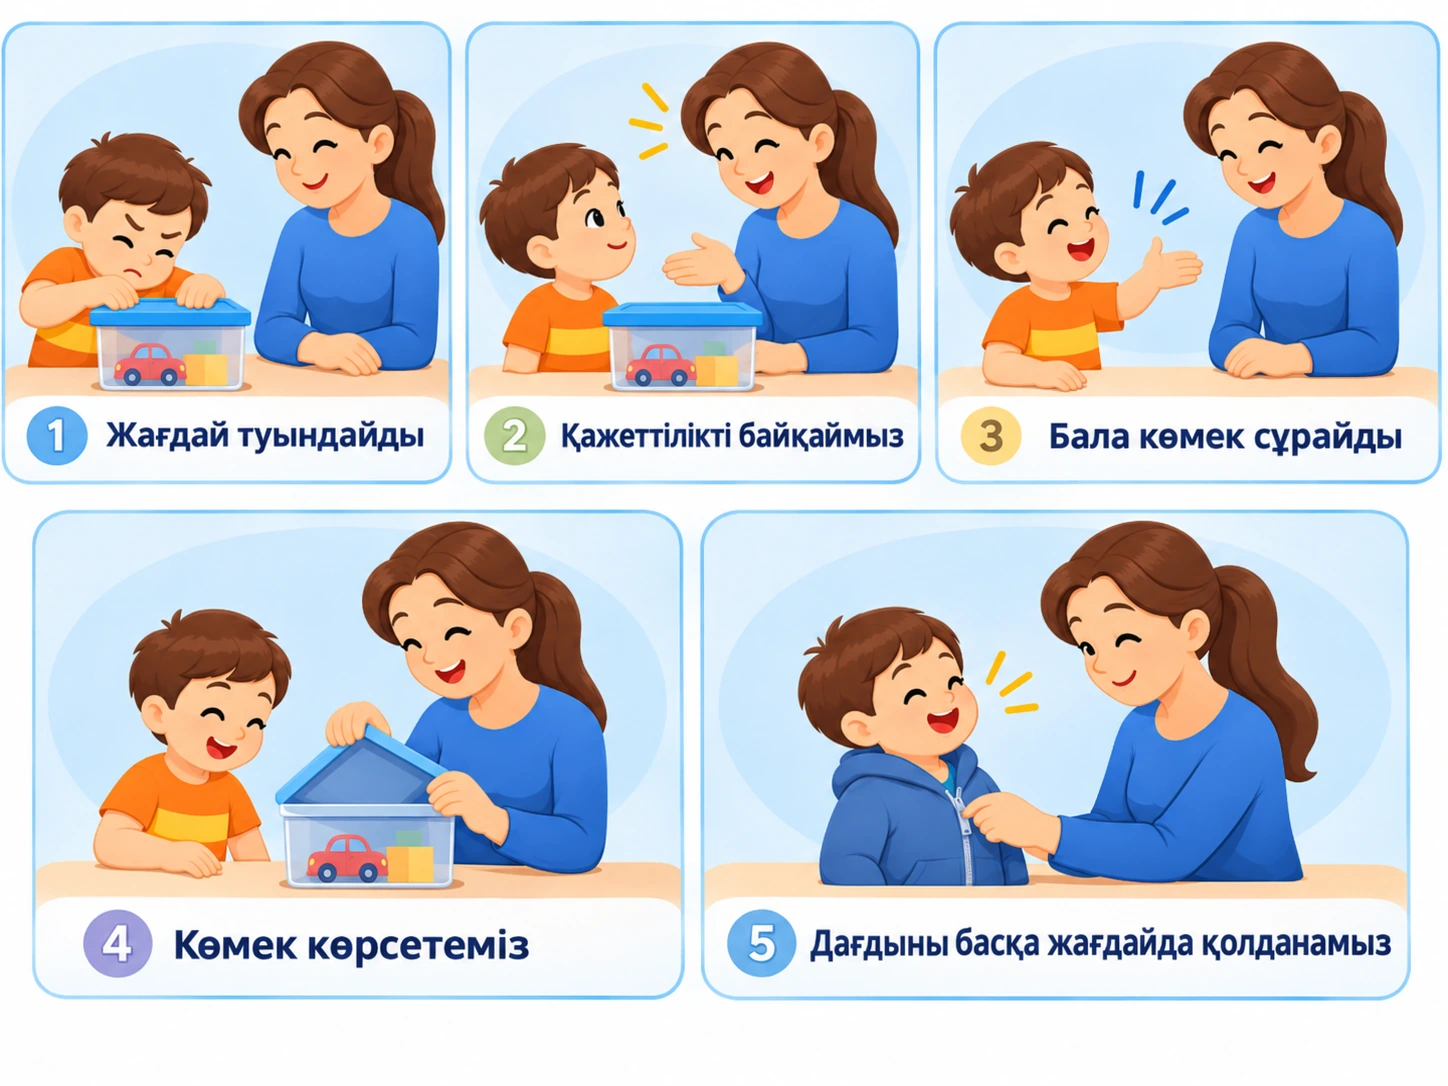 1 Жағдай туындайды
2 Қажеттілікті байқаймыз
3 Бала көмек сұрайды
4 Көмек көрсетеміз
5 Дағдыны басқа жағдайда қолданамыз